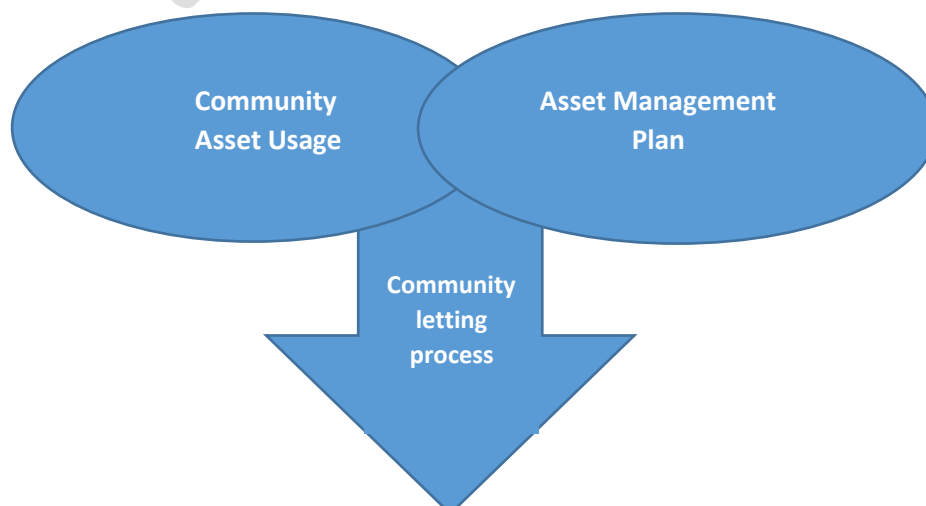 Community
Asset Usage
Asset Management
Plan
Community
letting
process